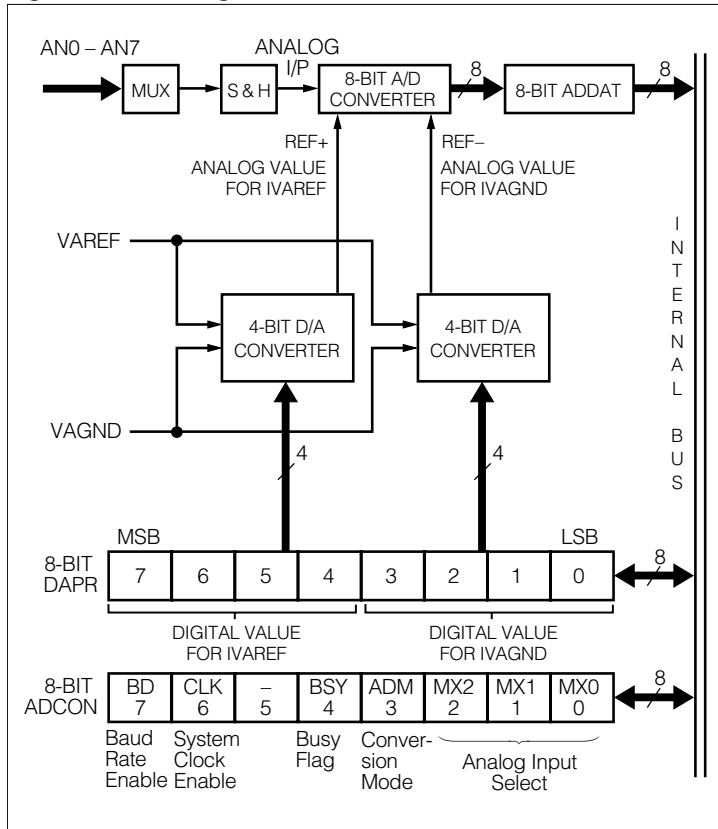 AN0 – AN7
ANALOG
I/P
MUX
S & H
8-BIT A/D
CONVERTER
8
8-BIT ADDAT
8
REF+
ANALOG VALUE
FOR IVAREF
REF–
ANALOG VALUE
FOR IVAGND
INTERNAL BUS
VAREF
4-BIT D/A
CONVERTER
4-BIT D/A
CONVERTER
VAGND
4
4
MSB
LSB
8-BIT
DAPR
7 6 5 4 3 2 1 0
8
DIGITAL VALUE
FOR IVAREF
DIGITAL VALUE
FOR IVAGND
8-BIT
ADCON
BD CLK – BSY ADM MX2 MX1 MX0
7 6 5 4 3 2 1 0
8
Baud
Rate
Enable
System
Clock
Enable
Busy
Flag
Conver-
sion
Mode
Analog Input
Select